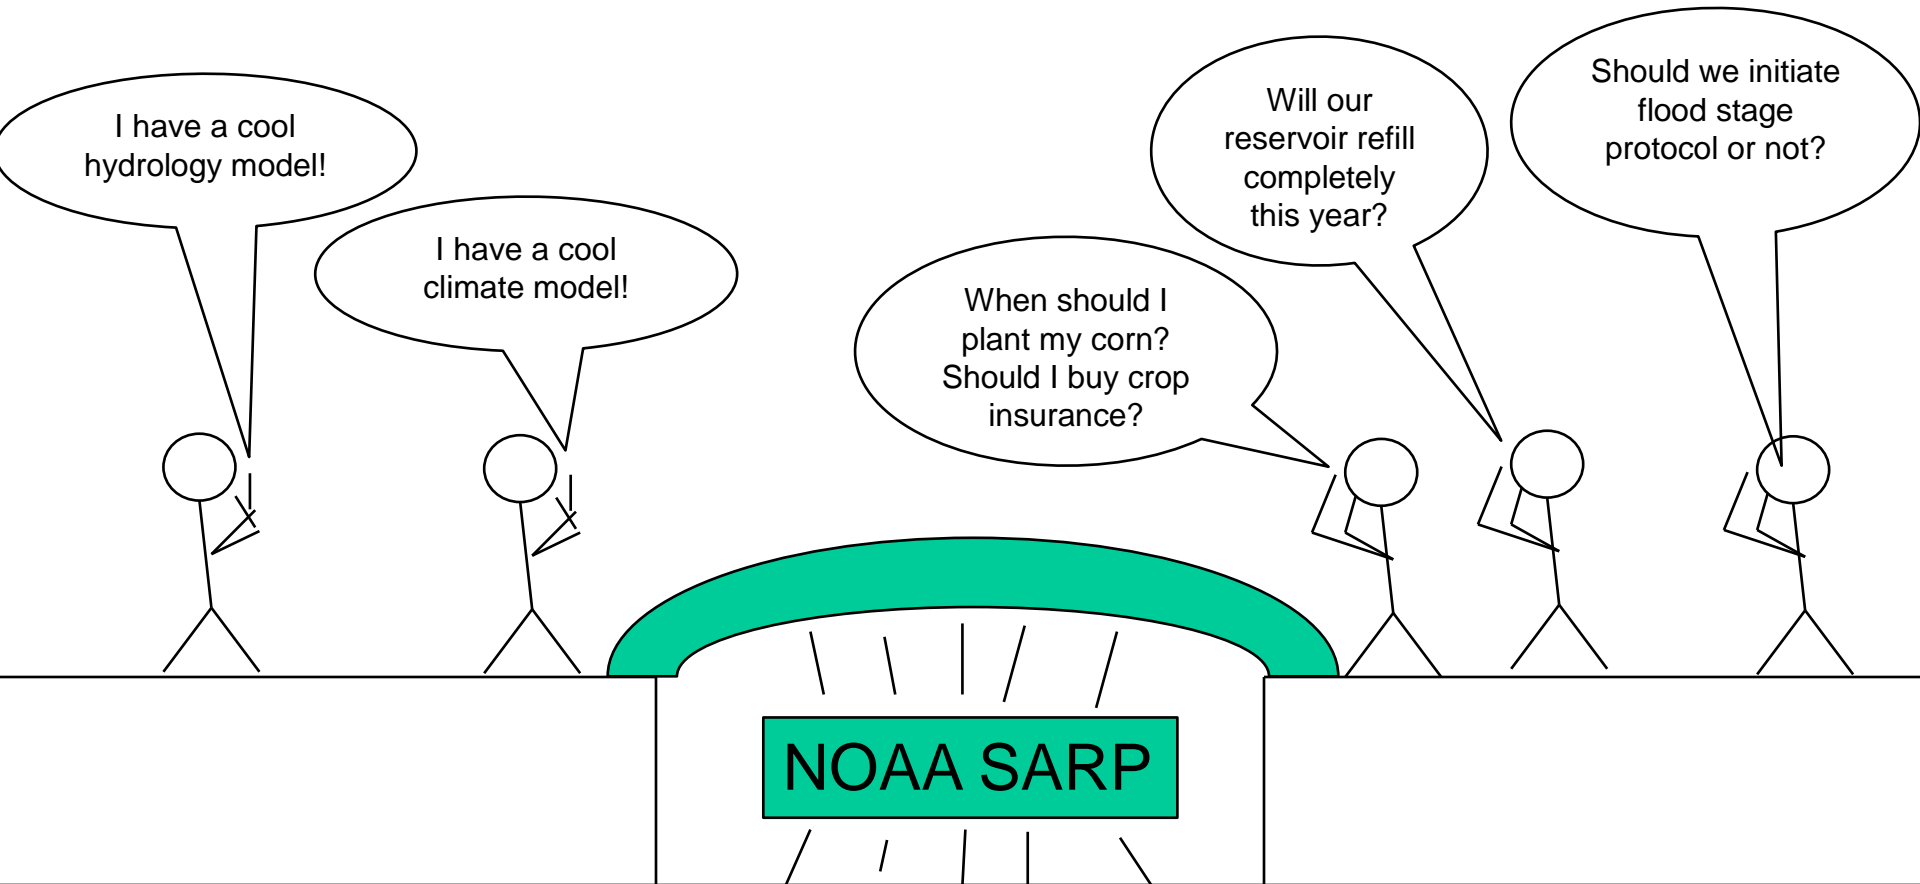 I have a cool
hydrology model!
I have a cool
climate model!
When should I
plant my corn?
Should I buy crop
insurance?
Will our
reservoir refill
completely
this year?
Should we initiate
flood stage
protocol or not?
NOAA SARP